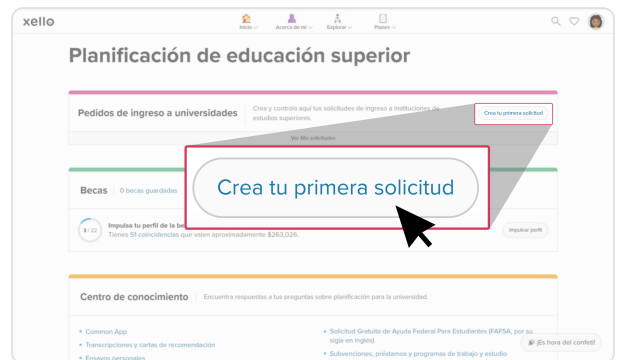 xello
Inicio
Acerca de mí
Explorar
Planes
Planificación de educación superior
Pedidos de ingreso a universidades
Crea y controla aquí tus solicitudes de ingreso a instituciones de
estudios superiores.
Crea tu primera solicitud
Ver Mis solicitudes
Crea tu primera solicitud
Becas
0 becas guardadas
3 / 22
Impulsa tu perfil de la be
Tienes 51 coincidencias que valen aproximadamente $263,026.
Impulsar perfil
Centro de conocimiento
Encuentra respuestas a tus preguntas sobre planificación para la universidad.
• Common App
• Transcripciones y cartas de recomendación
• Ensayos personales
• Solicitud Gratuita de Ayuda Federal Para Estudiantes (FAFSA, por su
sigla en inglés)
• Subvenciones, préstamos y programas de trabajo y estudio
¡Es hora del confeti!